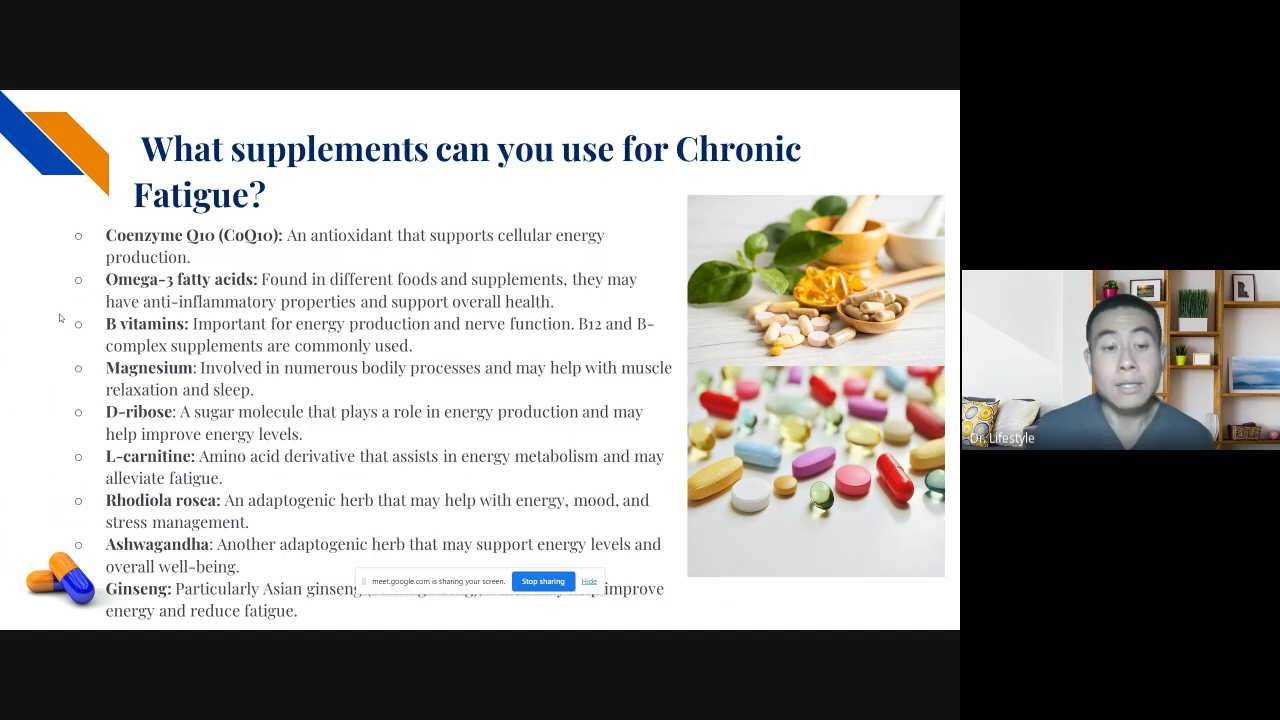 What supplements can you use for Chronic
Fatigue?
○ Coenzyme Q10 (CoQ10): An antioxidant that supports cellular energy
production.
○ Omega-3 fatty acids: Found in different foods and supplements, they may
have anti-inflammatory properties and support overall health.
○ B vitamins: Important for energy production and nerve function. B12 and B-
complex supplements are commonly used.
○ Magnesium: Involved in numerous bodily processes and may help with muscle
relaxation and sleep.
○ D-ribose: A sugar molecule that plays a role in energy production and may
help improve energy levels.
○ L-carnitine: Amino acid derivative that assists in energy metabolism and may
alleviate fatigue.
○ Rhodiola rosea: An adaptogenic herb that may help with energy, mood, and
stress management.
○ Ashwagandha: Another adaptogenic herb that may support energy levels and
overall well-being.
Ginseng: Particularly Asian ginseng improve
energy and reduce fatigue.
meet.google.com is sharing your screen. Stop sharing Hide
Dr. Lifestyle